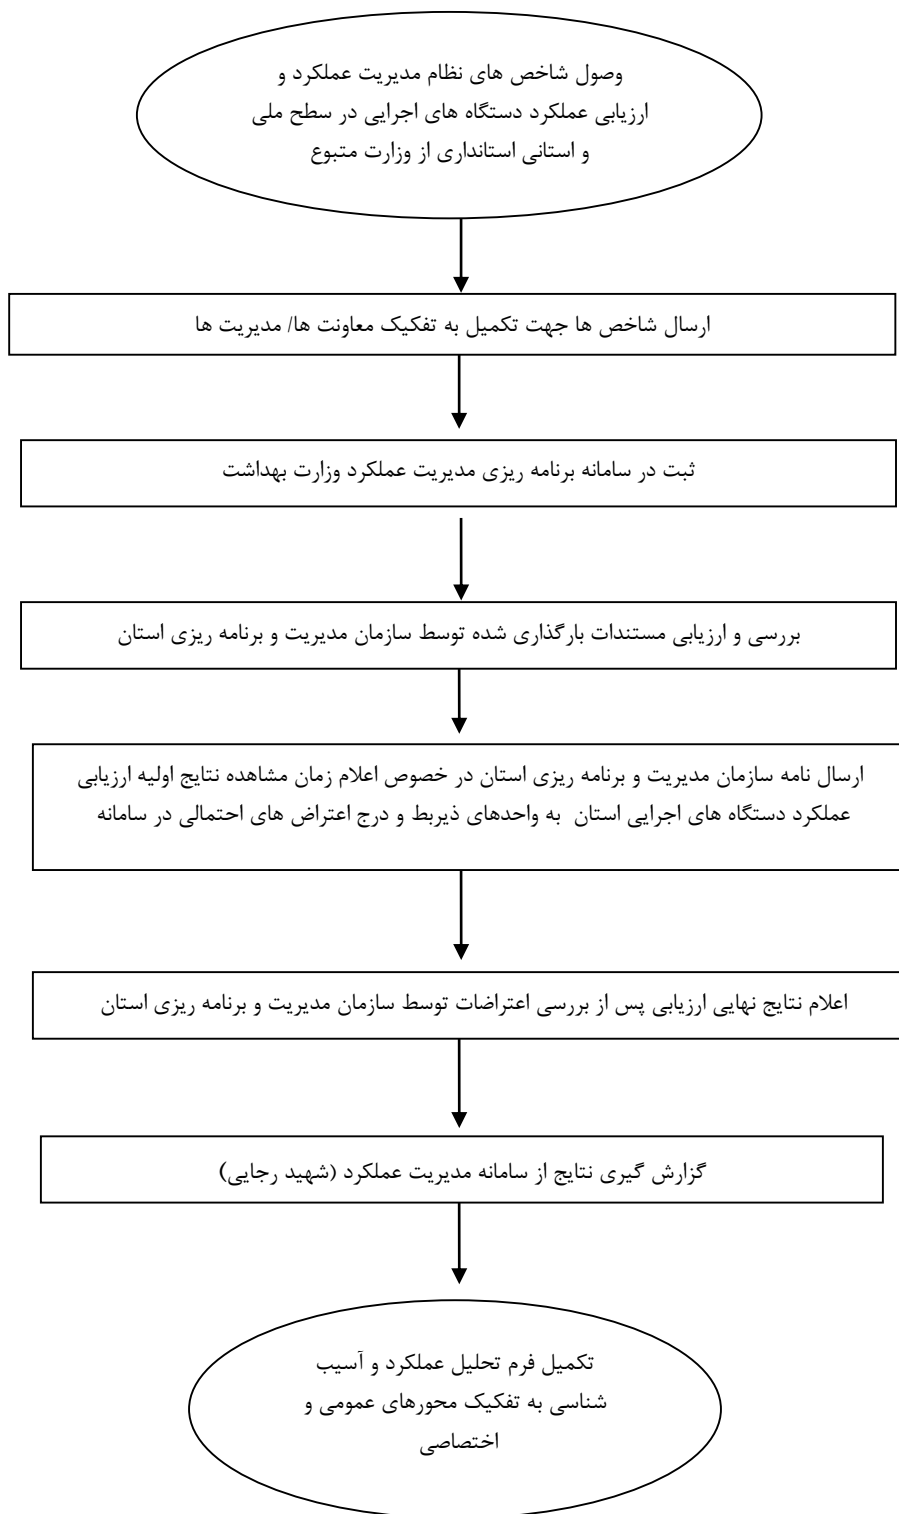 وصول شاخص های نظام مدیریت عملکرد و
ارزیابی عملکرد دستگاه های اجرایی در سطح ملی
و استانی استانداری از وزارت متبوع
ارسال شاخص ها جهت تکمیل به تفکیک معاونت ها/ مدیریت ها
ثبت در سامانه برنامه ریزی مدیریت عملکرد وزارت بهداشت
بررسی و ارزیابی مستندات بارگذاری شده توسط سازمان مدیریت و برنامه ریزی استان
ارسال نامه سازمان مدیریت و برنامه ریزی استان در خصوص اعلام زمان مشاهده نتایج اولیه ارزیابی
عملکرد دستگاه های اجرایی استان به واحدهای ذیربط و درج اعتراض های احتمالی در سامانه
اعلام نتایج نهایی ارزیابی پس از بررسی اعتراضات توسط سازمان مدیریت و برنامه ریزی استان
گزارش گیری نتایج از سامانه مدیریت عملکرد (شهید رجایی)
تکمیل فرم تحلیل عملکرد و آسیب
شناسی به تفکیک محورهای عمومی و
اختصاصی